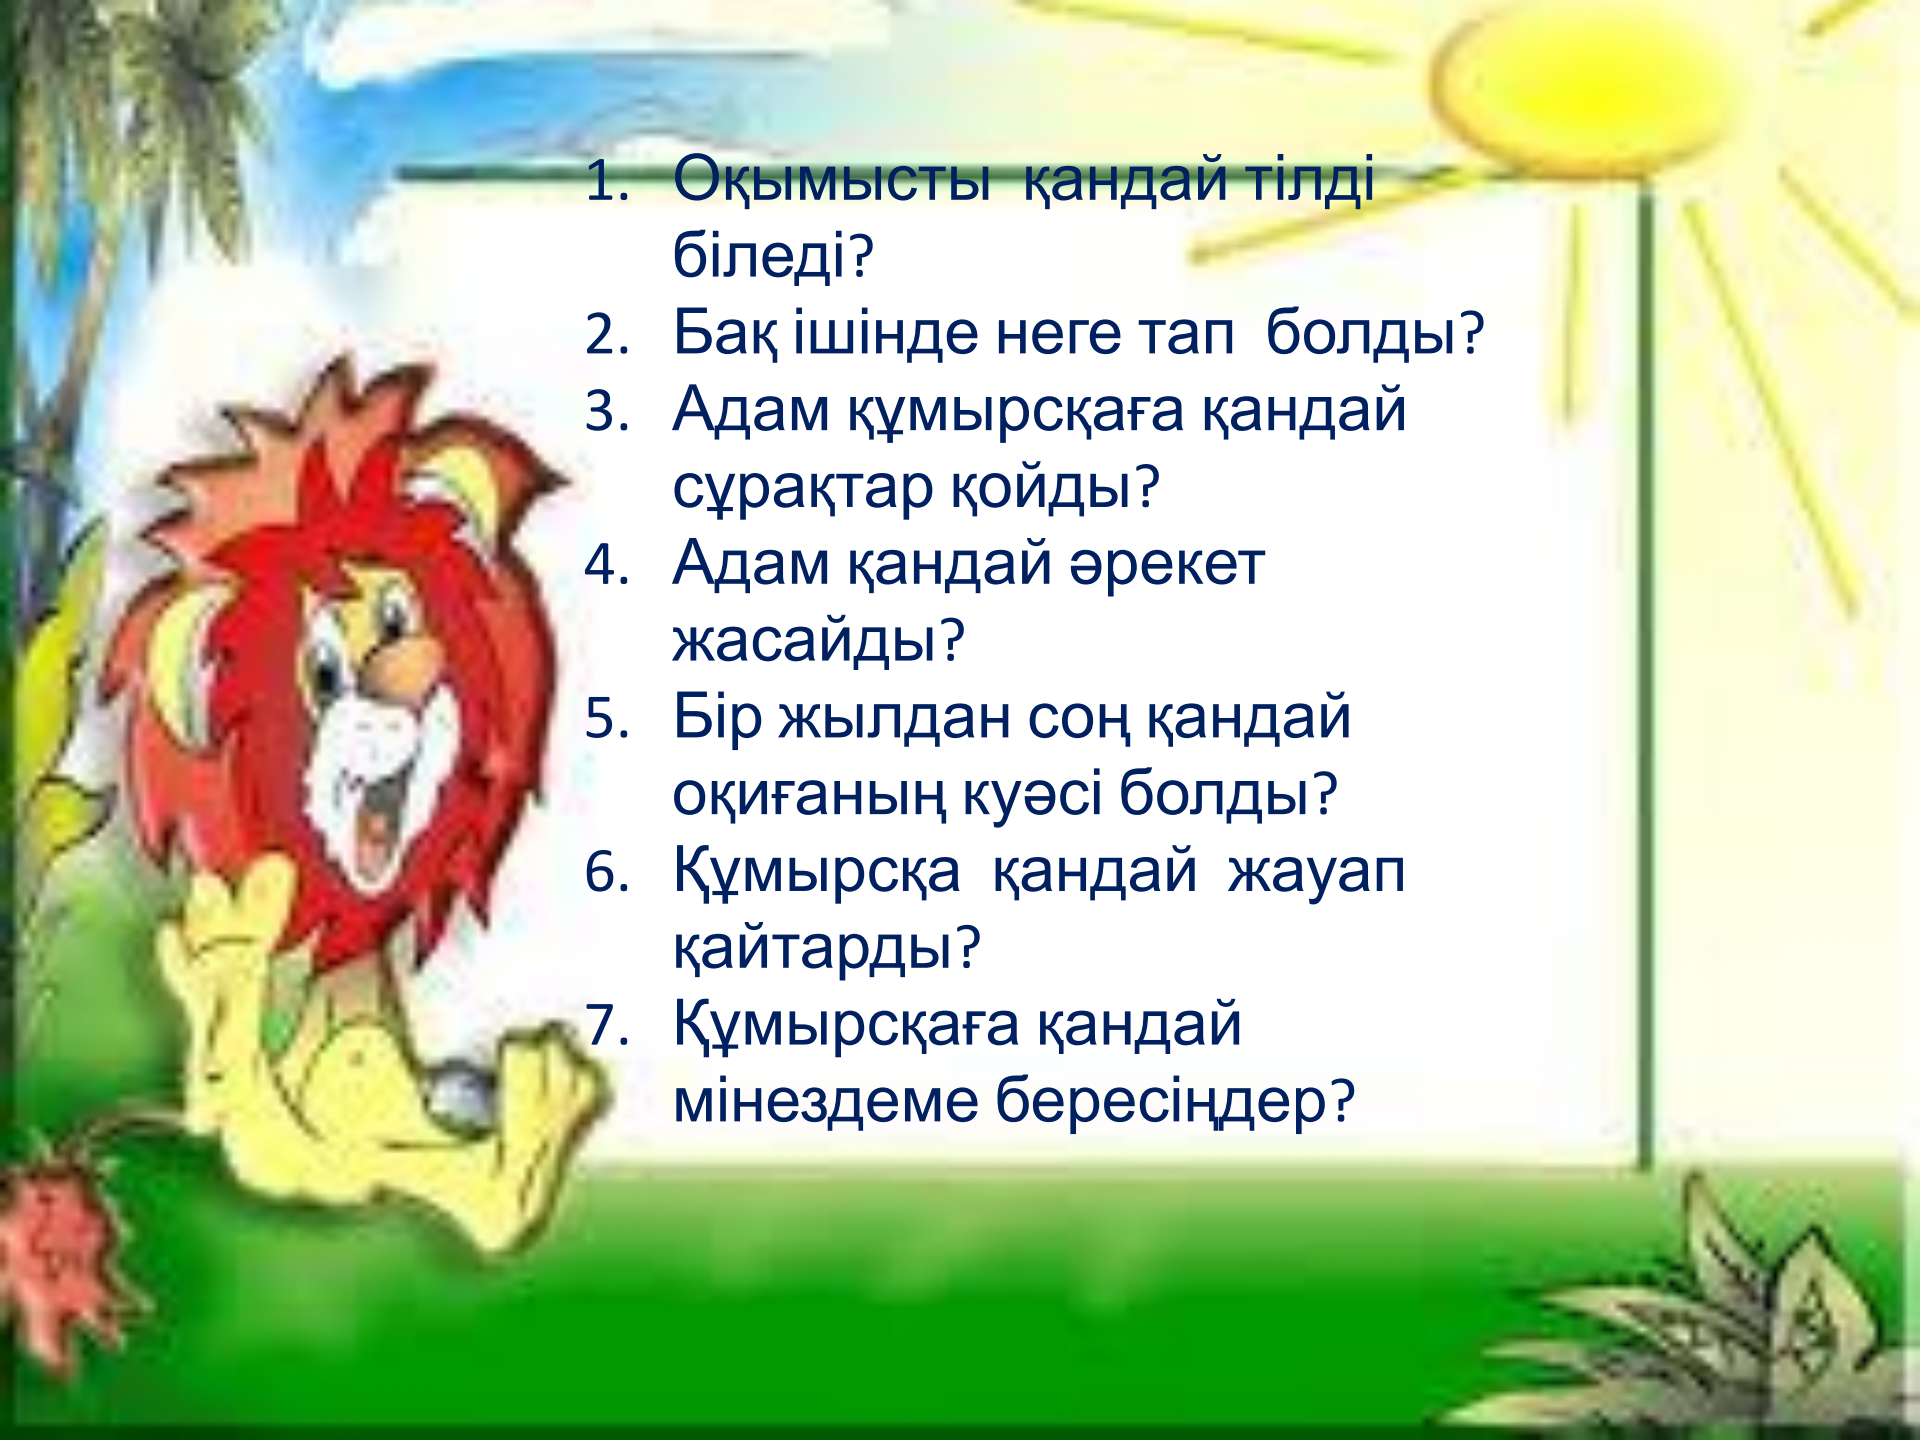 1. Оқымысты қандай тілді
біледі?
2. Бақ ішінде неге тап болды?
3. Адам құмырсқаға қандай
сұрақтар қойды?
4. Адам қандай әрекет
жасайды?
5. Бір жылдан соң қандай
оқиғаның куәсі болды?
6. Құмырсқа қандай жауап
қайтарды?
7. Құмырсқаға қандай
мінездеме бересіңдер?